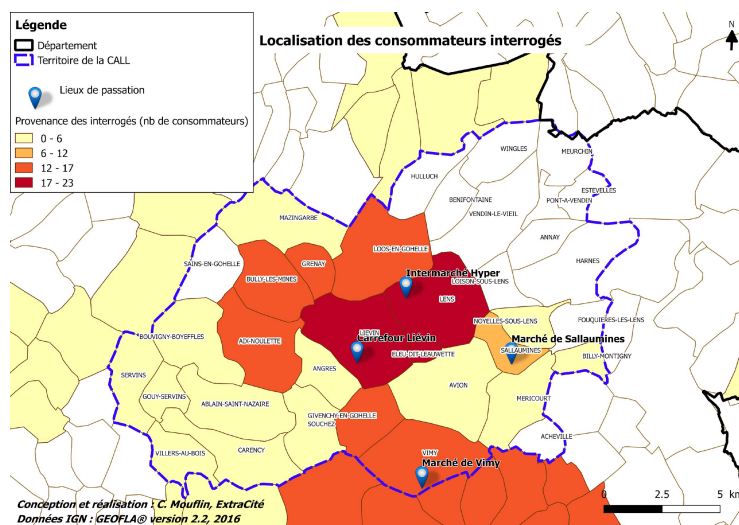 Légende
Département
Territoire de la CALL
Lieux de passation
Provenance des interrogés (nb de consommateurs)
0 - 6
6 - 12
12 - 17
17 - 23
Localisation des consommateurs interrogés
N
WINGLES
MEURCHIN
HULLUCH
ESTEVELLES
BENIFONTAINE
PONT-A-VENDIN
VENDIN-LE-VIEIL
MAZINGARBE
ANNAY
LOOS-EN-GOHELLE
SAINS-EN-GOHELLE
GRENAY
HARNES
Intermarché Hyper
BULLY-LES-MINES
LOISON-SOUS-LENS
LENS
NOYELLES-SOUS-LENS
FOUQUIERES-LES-LENS
LIEVIN
BOUVIGNY-BOYEFFLES
Carrefour Liévin
Marché de Sallaumines
AIX-NOULETTE
SALLAUMINES
ELEU-DIT-LEAUWETTE
BILLY-MONTIGNY
ANGRES
SERVINS
AVION
GOUY-SERVINS
MERICOURT
ABLAIN-SAINT-NAZAIRE
GIVENCHY-EN-GOHELLE
SOUCHEZ
ACHEVILLE
CARENCY
VILLERS-AU-BOIS
VIMY
Marché de Vimy
Conception et réalisation : C. Mouflin, ExtraCité
Données IGN : GEOFLA® version 2.2, 2016
0 2.5 5 km